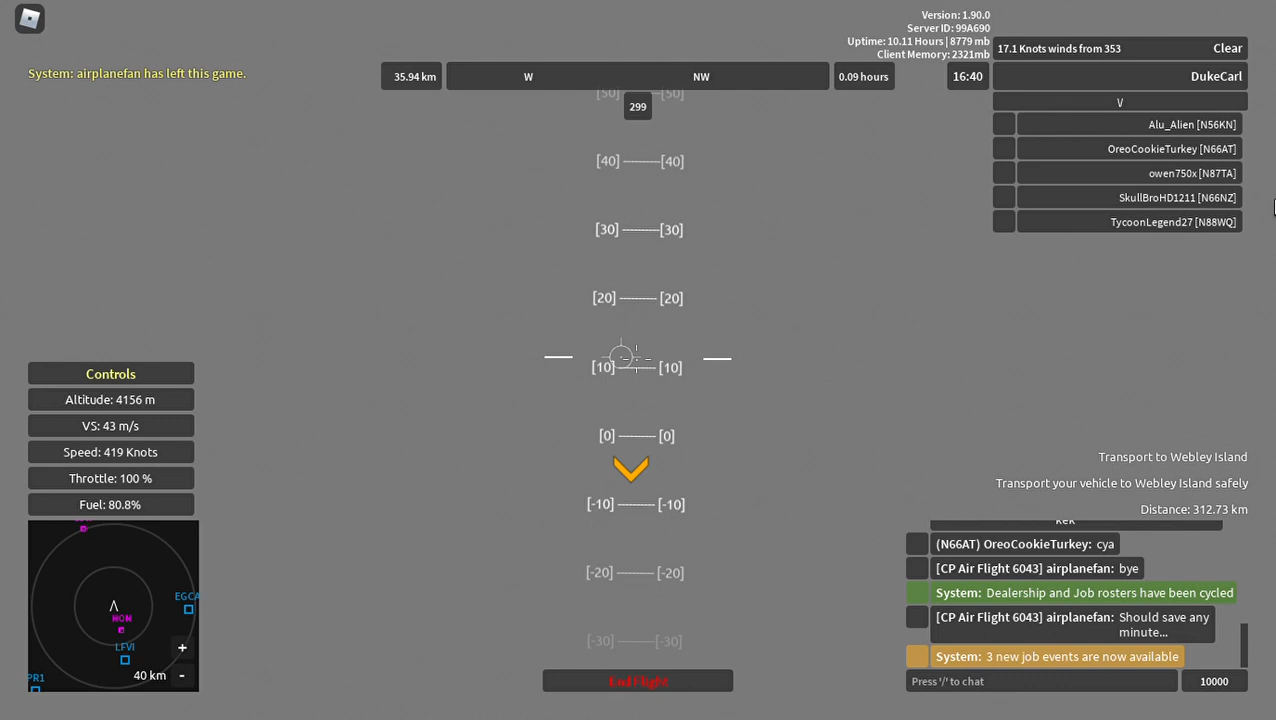 Version: 1.90.0
Server ID: 99A690
Uptime: 10.11 Hours | 8779 mb
Client Memory: 2321mb
17.1 Knots winds from 353 Clear
System: airplanefan has left this game.
35.94 km W NW 0.09 hours 16:40 DukeCarl
[50] [50]
299
V
Alu_Alien [N56KN]
OreoCookieTurkey [N66AT]
[40] [40]
owen750x [N87TA]
SkullBroHD1211 [N66NZ]
TycoonLegend27 [N88WQ]
[30] [30]
[20] [20]
[10] [10]
[0] [0]
[-10] [-10]
[-20] [-20]
[-30] [-30]
Controls
Altitude: 4156 m
VS: 43 m/s
Speed: 419 Knots
Throttle: 100 %
Fuel: 80.8%
EGCA
HON
LFVI
PR1
+
40 km -
End Flight
Transport to Webley Island
Transport your vehicle to Webley Island safely
Distance: 312.73 km
kek
(N66AT) OreoCookieTurkey: cya
[CP Air Flight 6043] airplanefan: bye
System: Dealership and Job rosters have been cycled
[CP Air Flight 6043] airplanefan: Should save any
minute...
System: 3 new job events are now available
Press '/' to chat 10000